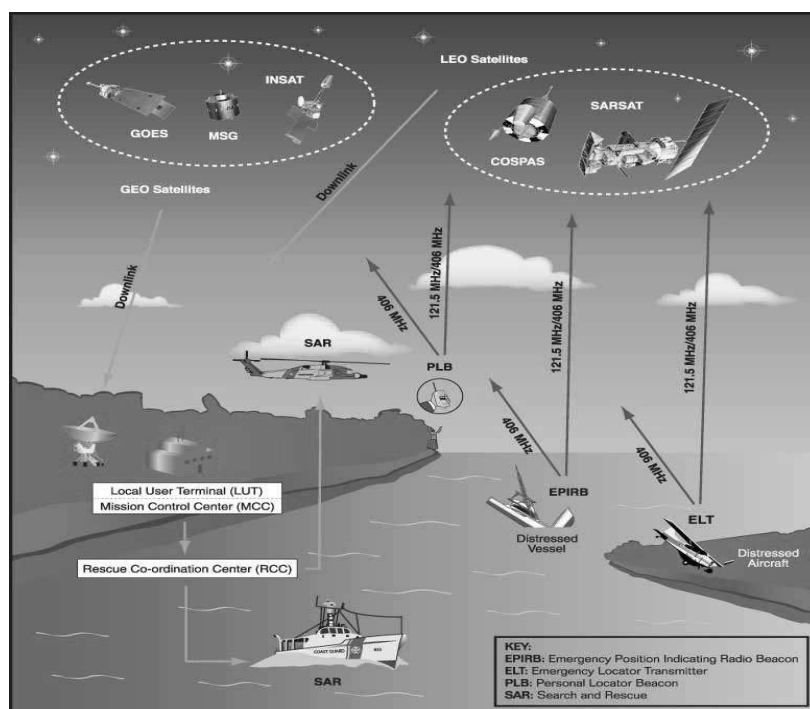 LEO Satellites
INSAT
GOES
MSG
SARSAT
COSPAS
GEO Satellites
Downlink
Downlink
121.5 MHz/406 MHz
406 MHz
121.5 MHz/406 MHz
121.5 MHz/406 MHz
SAR
PLB
406 MHz
406 MHz
EPIRB
Distressed
Vessel
ELT
Distressed
Aircraft
Local User Terminal (LUT)
Mission Control Center (MCC)
Rescue Co-ordination Center (RCC)
COAST GUARD
SAR
KEY:
EPIRB: Emergency Position Indicating Radio Beacon
ELT: Emergency Locator Transmitter
PLB: Personal Locator Beacon
SAR: Search and Rescue